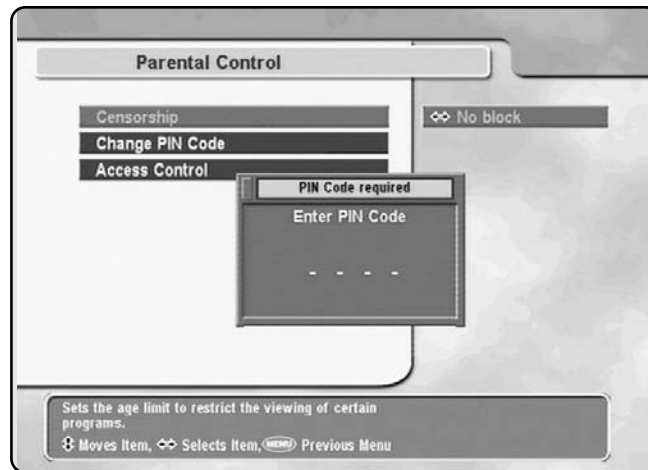 Parental Control
Censorship
No block
Change PIN Code
Access Control
PIN Code required
Enter PIN Code
- - - -
Sets the age limit to restrict the viewing of certain
programs.
Moves Item, Selects Item, MENU Previous Menu